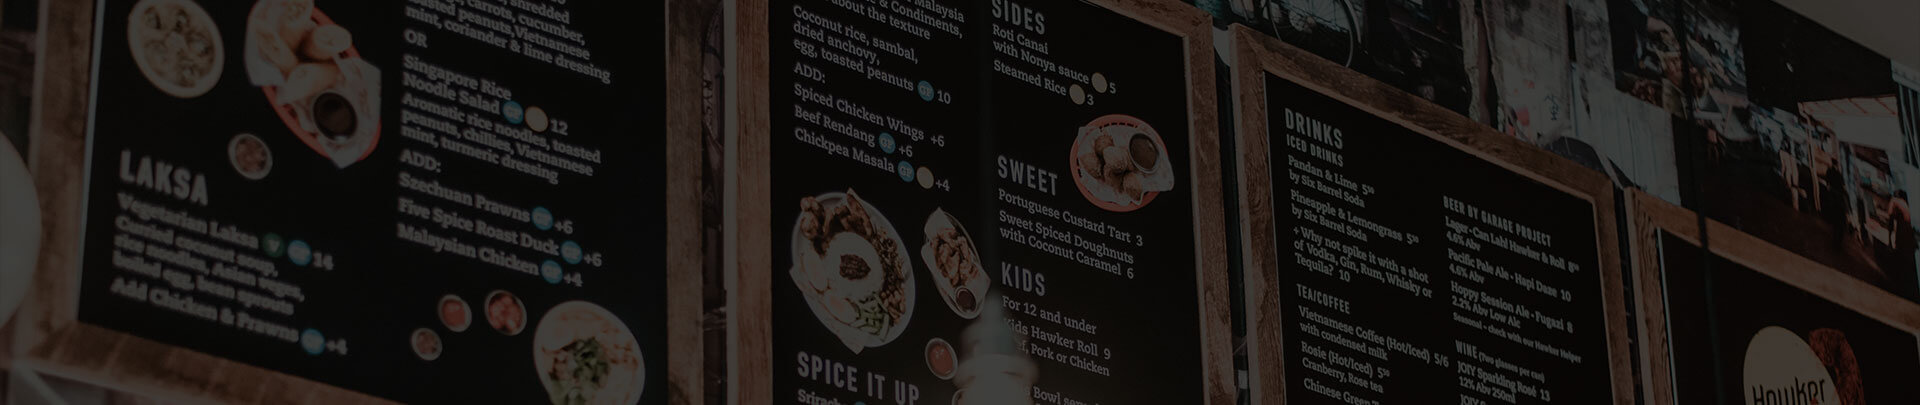 shredded
carrots, cucumber,
toasted peanuts, Vietnamese
mint, coriander & lime dressing
OR
Singapore Rice
Noodle Salad GF 12
Aromatic rice noodles, toasted
peanuts, chillies, Vietnamese
mint, turmeric dressing
ADD:
Szechuan Prawns GF +6
Five Spice Roast Duck GF +6
Malaysian Chicken GF +4
LAKSA
Vegetarian Laksa V GF 14
Curried coconut soup,
rice noodles, Asian veges,
boiled egg, bean sprouts
Add Chicken & Prawns GF +4
Malaysia
& Condiments,
about the texture
Coconut rice, sambal,
dried anchovy,
egg, toasted peanuts GF 10
ADD:
Spiced Chicken Wings +6
Beef Rendang GF +6
Chickpea Masala GF +4
SPICE IT UP
SIDES
Roti Canai
with Nonya sauce 5
Steamed Rice 3
SWEET
Portuguese Custard Tart 3
Sweet Spiced Doughnuts
with Coconut Caramel 6
KIDS
For 12 and under
Kids Hawker Roll 9
Pork or Chicken
Bowl
DRINKS
ICED DRINKS
Pandan & Lime 5⁵⁰
by Six Barrel Soda
Pineapple & Lemongrass 5⁵⁰
by Six Barrel Soda
+ Why not spike it with a shot
of Vodka, Gin, Rum, Whisky or
Tequila? 10
TEA/COFFEE
Vietnamese Coffee (Hot/Iced) 5/6
with condensed milk
Rosie (Hot/Iced) 5⁵⁰
Cranberry, Rose tea
Chinese Green
BEER BY GARAGE PROJECT
Lager - Can Lah! Hawker & Roll 8⁵⁰
4.6% Abv
Pacific Pale Ale - Hapi Daze 10
4.6% Abv
Hoppy Session Ale - Fugazi 8
2.2% Abv Low Alc
Seasonal - check with our Hawker Helper
WINE (Two glasses per can)
JOIY Sparkling Rosé 13
12% Abv 250ml
JOIY
Hawker